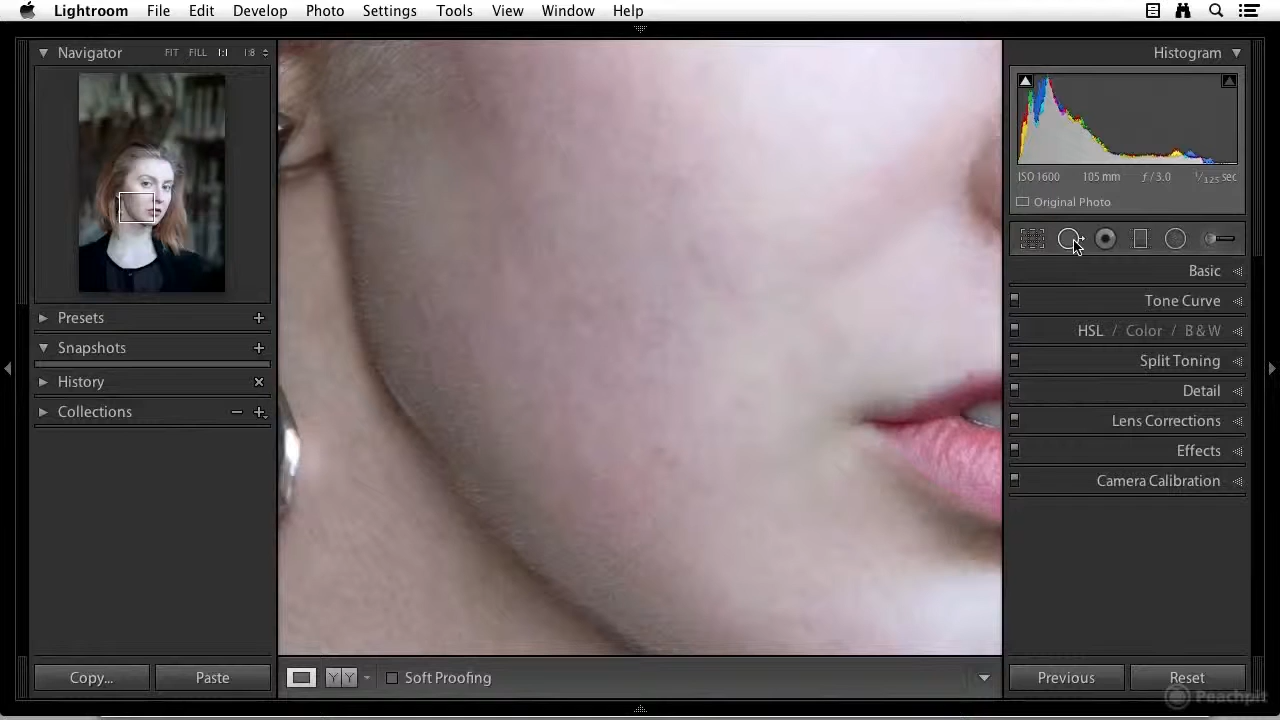 Lightroom File Edit Develop Photo Settings Tools View Window Help
Navigator FIT FILL 1:1 1:8
Presets
Snapshots
History
Collections
Copy...
Paste
YY
Soft Proofing
Histogram
ISO 1600 105 mm ƒ / 3.0 1/125 sec
Original Photo
Basic
Tone Curve
HSL / Color / B & W
Split Toning
Detail
Lens Corrections
Effects
Camera Calibration
Previous
Reset
Peachpit